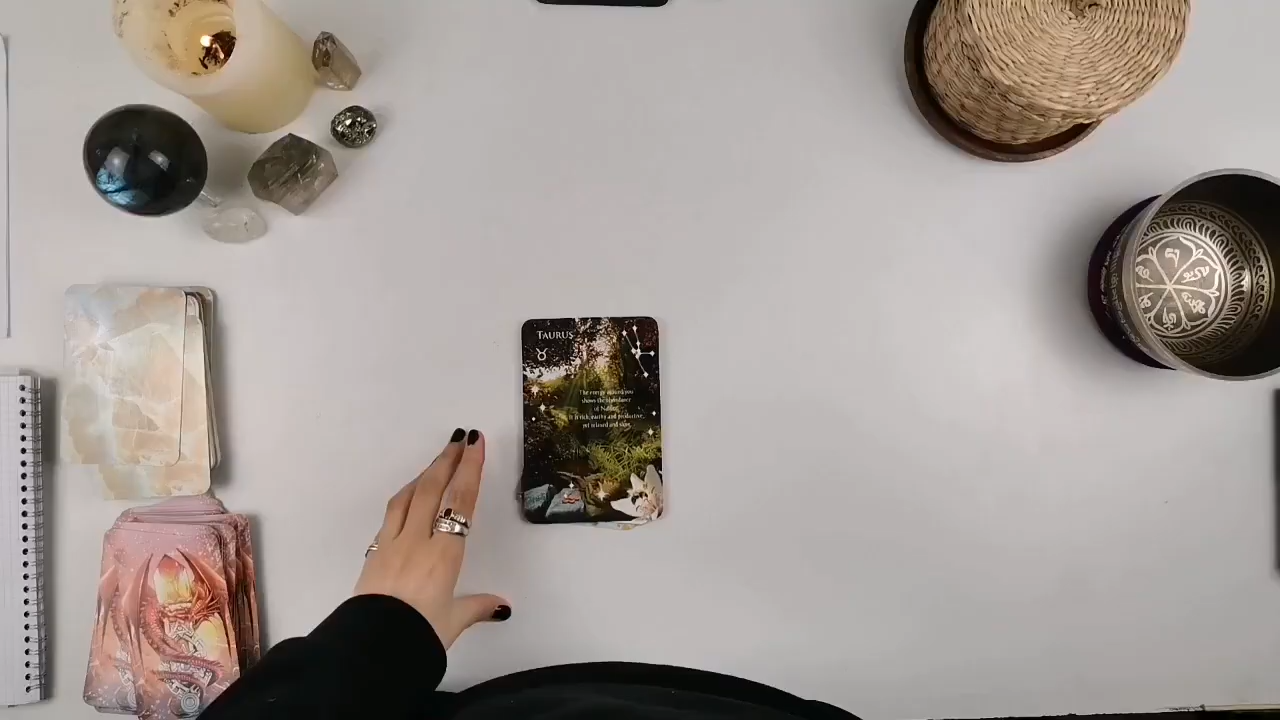 TAURUS
The energy around you
shows the abundance
of Nature.
It is rich, earthy and productive,
yet relaxed and slow.